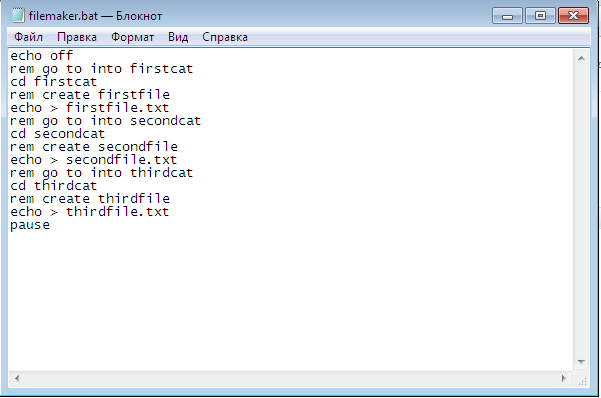 filemaker.bat — Блокнот
Файл Правка Формат Вид Справка
echo off
rem go to into firstcat
cd firstcat
rem create firstfile
echo > firstfile.txt
rem go to into secondcat
cd secondcat
rem create secondfile
echo > secondfile.txt
rem go to into thirdcat
cd thirdcat
rem create thirdfile
echo > thirdfile.txt
pause